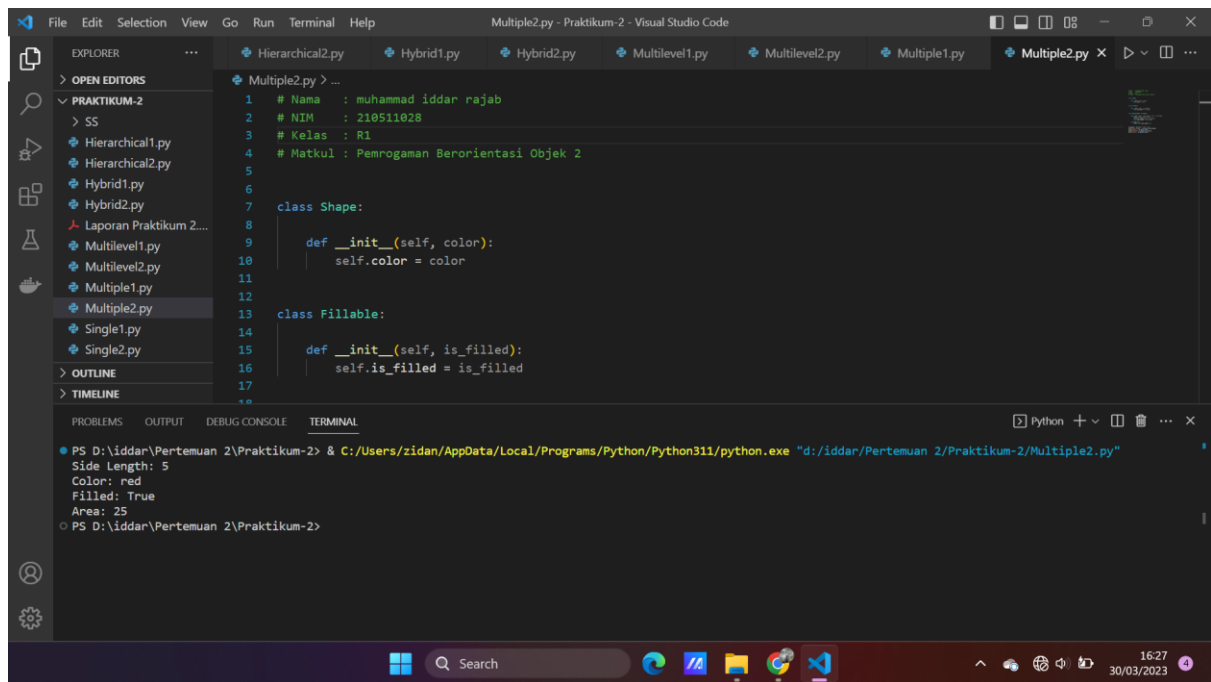 File Edit Selection View Go Run Terminal Help Multiple2.py - Praktikum-2 - Visual Studio Code
EXPLORER ... Hierarchical2.py Hybrid1.py Hybrid2.py Multilevel1.py Multilevel2.py Multiple1.py Multiple2.py
OPEN EDITORS
PRAKTIKUM-2
SS
Hierarchical1.py
Hierarchical2.py
Hybrid1.py
Hybrid2.py
Laporan Praktikum 2....
Multilevel1.py
Multilevel2.py
Multiple1.py
Multiple2.py
Single1.py
Single2.py
OUTLINE
TIMELINE
Multiple2.py > ...
1 # Nama : muhammad iddar rajab
2 # NIM : 210511028
3 # Kelas : R1
4 # Matkul : Pemrogaman Berorientasi Objek 2
5
6
7 class Shape:
8
9 def __init__(self, color):
10 self.color = color
11
12
13 class Fillable:
14
15 def __init__(self, is_filled):
16 self.is_filled = is_filled
17
18
PROBLEMS OUTPUT DEBUG CONSOLE TERMINAL Python
PS D:\iddar\Pertemuan 2\Praktikum-2> & C:/Users/zidan/AppData/Local/Programs/Python/Python311/python.exe "d:/iddar/Pertemuan 2/Praktikum-2/Multiple2.py"
Side Length: 5
Color: red
Filled: True
Area: 25
PS D:\iddar\Pertemuan 2\Praktikum-2>
Search
16:27
30/03/2023
4